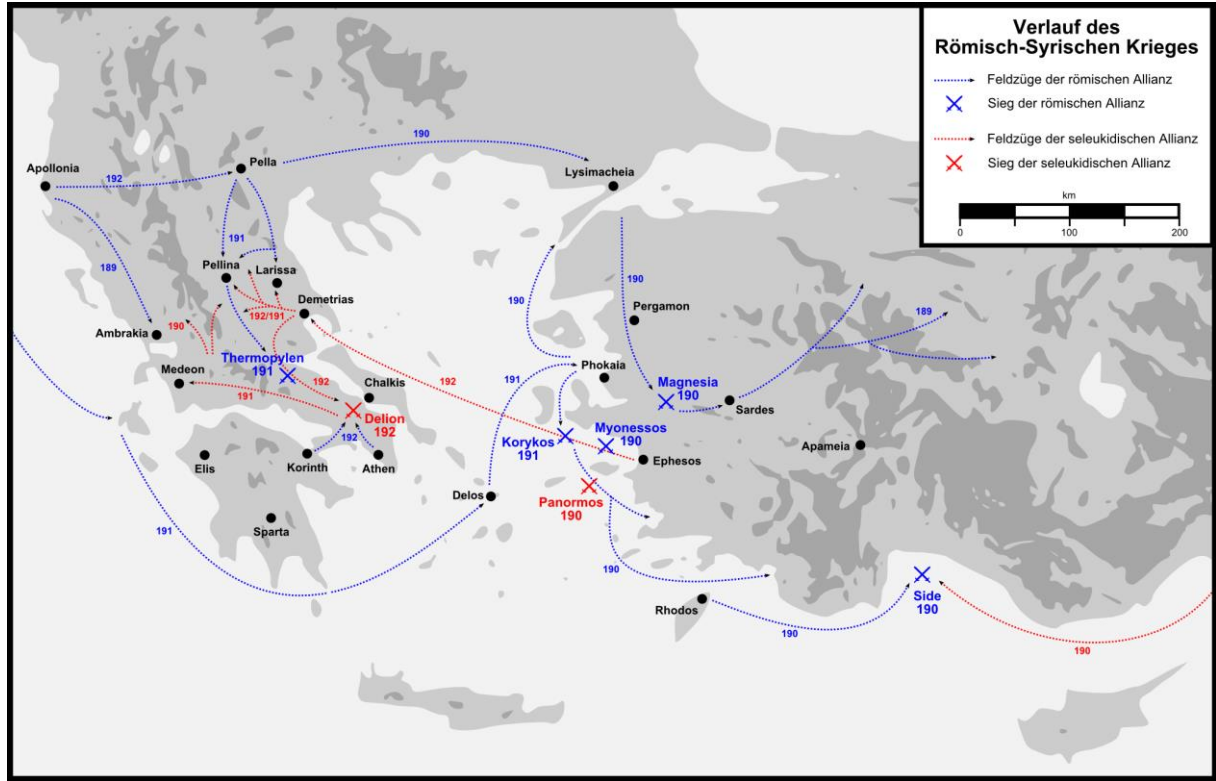 Verlauf des
Römisch-Syrischen Krieges
Feldzüge der römischen Allianz
Sieg der römischen Allianz
Feldzüge der seleukidischen Allianz
Sieg der seleukidischen Allianz
km
0 100 200
190
Pella
Apollonia
192
Lysimacheia
191
189
Pellina
Larissa
190
190
Demetrias
192/191
Pergamon
189
190
Ambrakia
Thermopylen
191
Phokaia
Medeon
192
192
191
Chalkis
191
Magnesia
190
Sardes
Delion
192
192
Korykos
191
Myonessos
190
Apameia
Elis
Korinth
Athen
Ephesos
Delos
Panormos
190
191
Sparta
190
Side
190
Rhodos
190
190